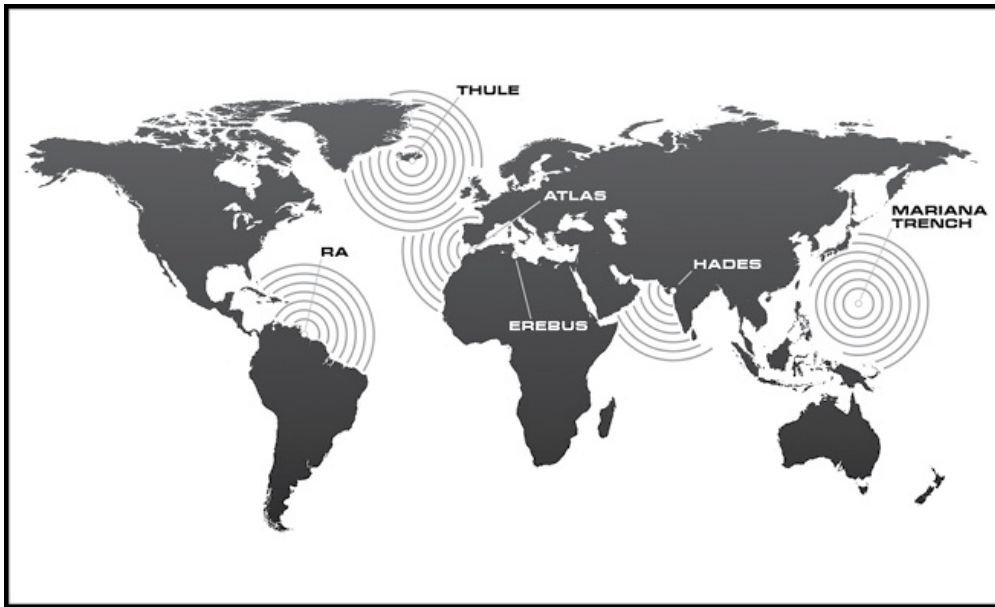 THULE
ATLAS
MARIANA
TRENCH
RA
HADES
EREBUS